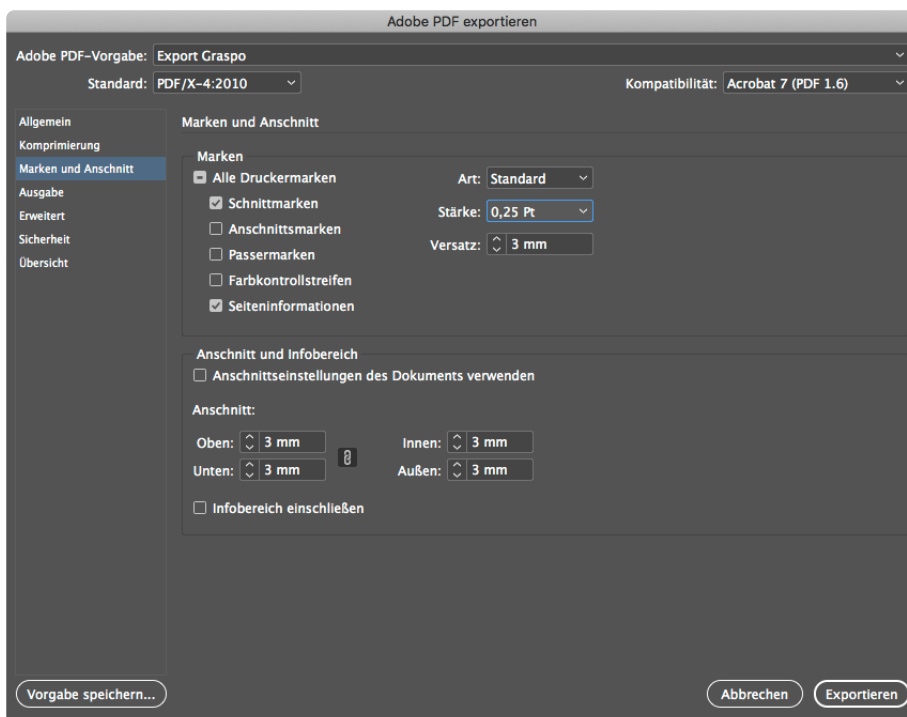 Adobe PDF exportieren
Adobe PDF-Vorgabe: Export Graspo
Standard: PDF/X-4:2010 Kompatibilität: Acrobat 7 (PDF 1.6)
Allgemein
Komprimierung
Marken und Anschnitt
Ausgabe
Erweitert
Sicherheit
Übersicht
Marken und Anschnitt
Marken
Alle Druckermarken Art: Standard
Schnittmarken Stärke: 0,25 Pt
Anschnittsmarken Versatz: 3 mm
Passermarken
Farbkontrollstreifen
Seiteninformationen
Anschnitt und Infobereich
Anschnittseinstellungen des Dokuments verwenden
Anschnitt:
Oben: 3 mm Innen: 3 mm
Unten: 3 mm Außen: 3 mm
Infobereich einschließen
Vorgabe speichern... Abbrechen Exportieren